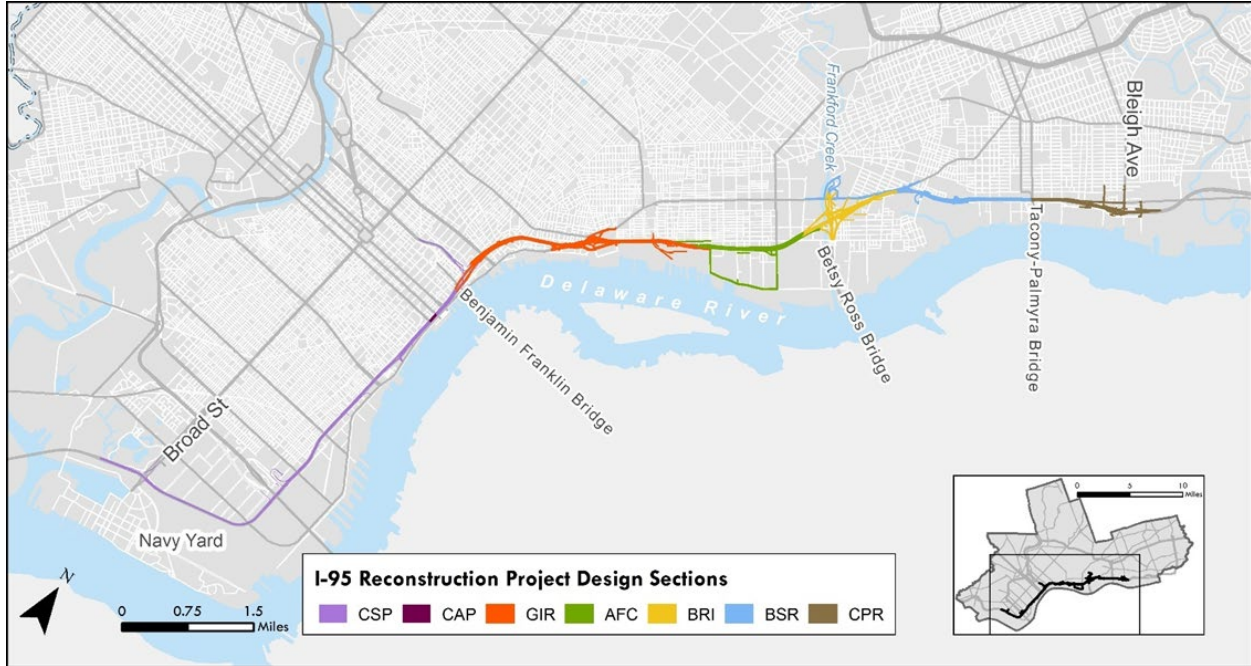 Frankford Creek
Bleigh Ave
Tacony-Palmyra Bridge
Betsy Ross Bridge
Delaware River
Benjamin Franklin Bridge
Broad St
Navy Yard
N
0 0.75 1.5
Miles
I-95 Reconstruction Project Design Sections
CSP CAP GIR AFC BRI BSR CPR
0 5 10
Miles